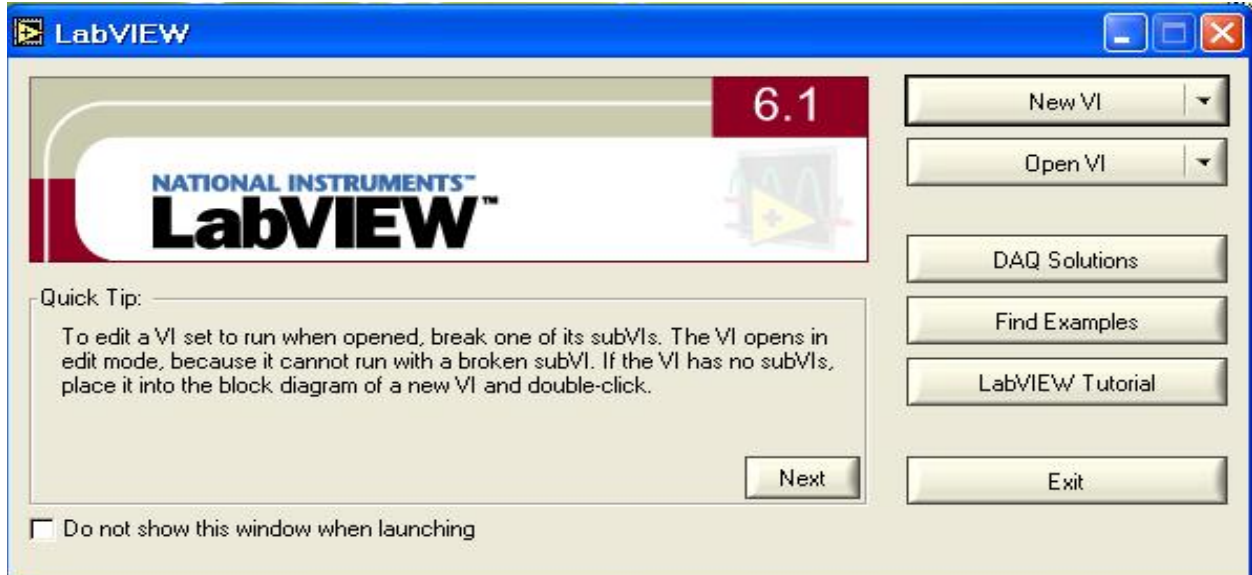 LabVIEW
6.1
NATIONAL INSTRUMENTS™
LabVIEW™
New VI
Open VI
DAQ Solutions
Find Examples
LabVIEW Tutorial
Exit
Quick Tip:
To edit a VI set to run when opened, break one of its subVIs. The VI opens in
edit mode, because it cannot run with a broken subVI. If the VI has no subVIs,
place it into the block diagram of a new VI and double-click.
Next
Do not show this window when launching